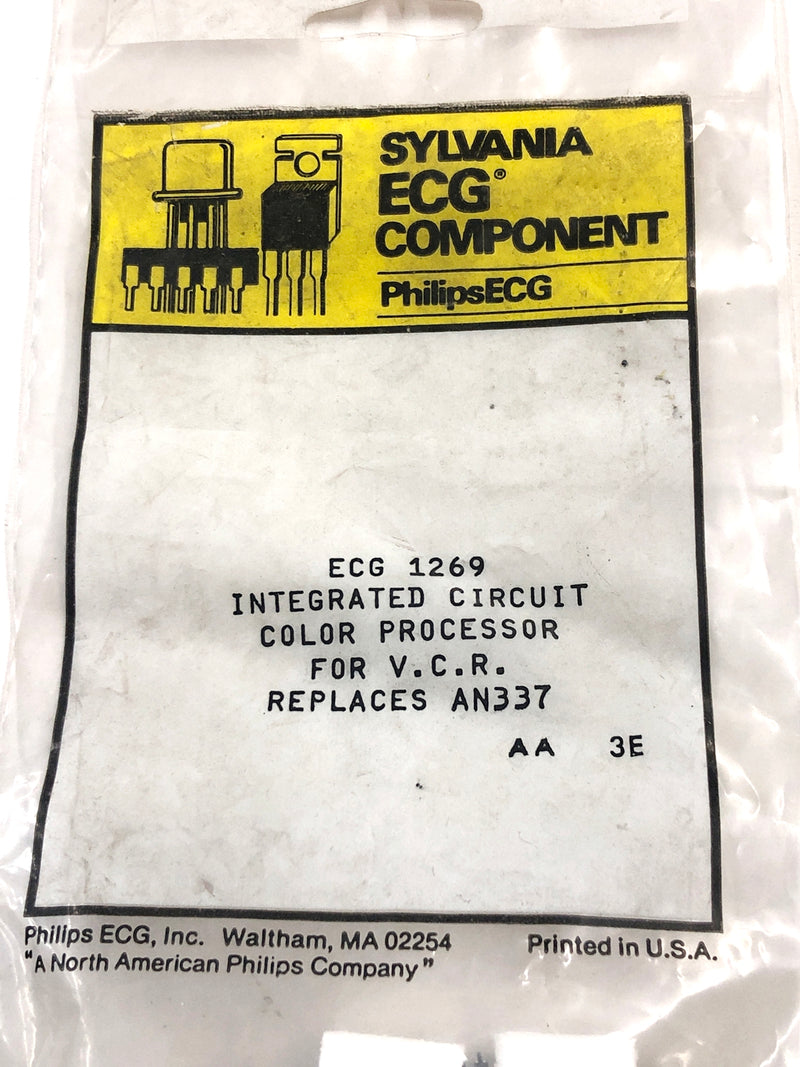 SYLVANIA
ECG®
COMPONENT
PhilipsECG
ECG 1269
INTEGRATED CIRCUIT
COLOR PROCESSOR
FOR V.C.R.
REPLACES AN337
AA 3E
Philips ECG, Inc. Waltham, MA 02254
"A North American Philips Company"
Printed in U.S.A.